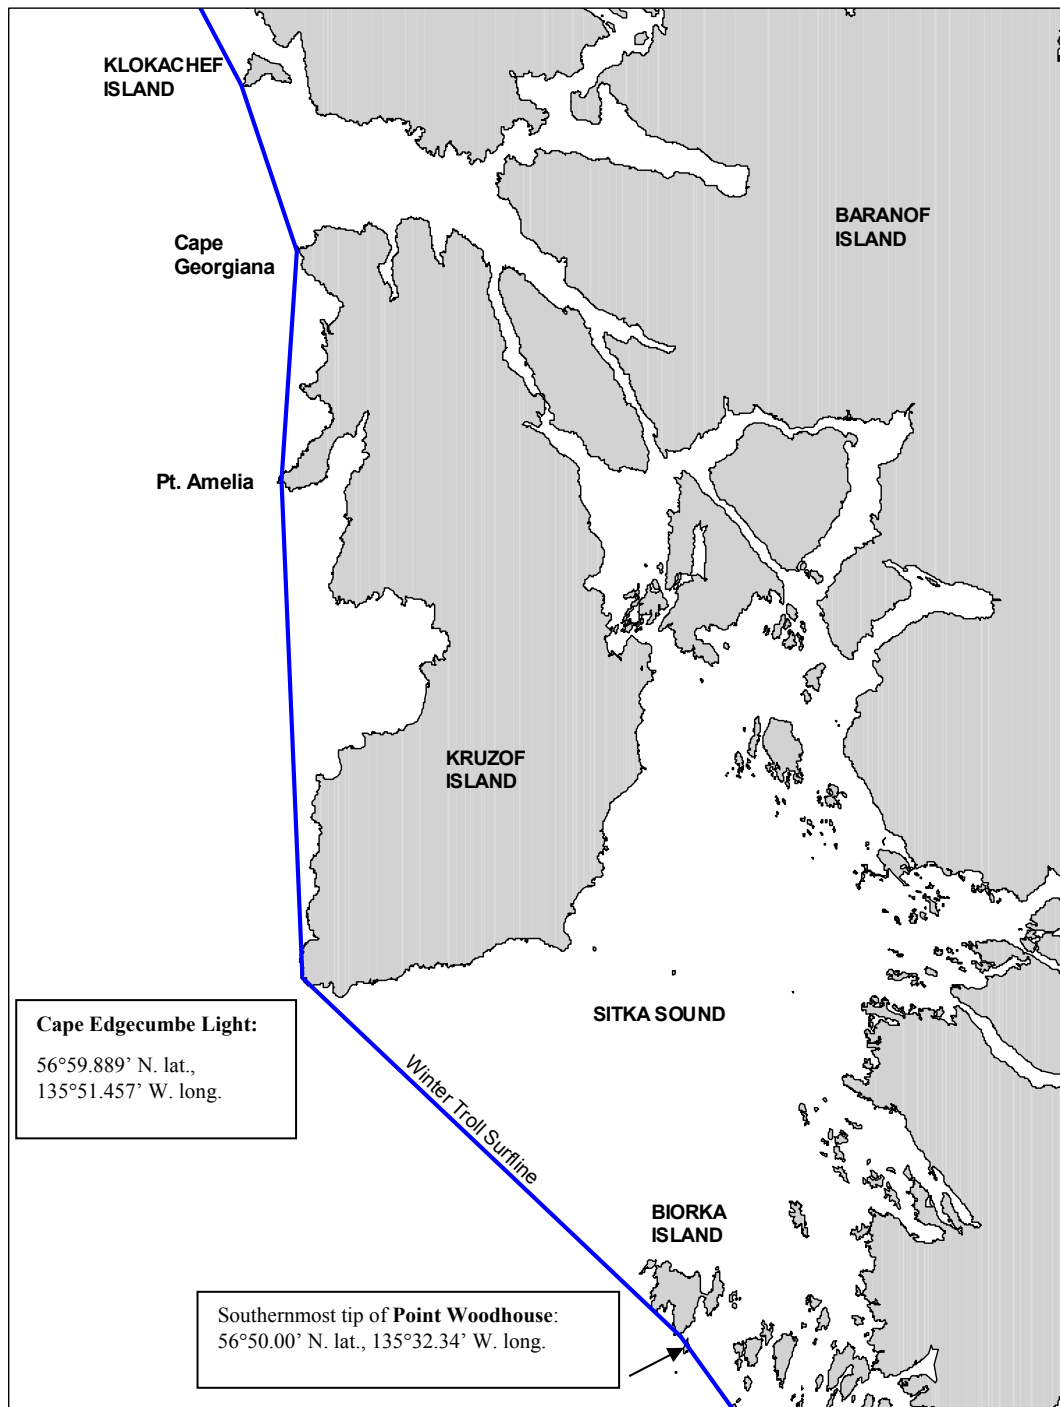 KLOKACHEF
ISLAND
BARANOF
ISLAND
Cape
Georgiana
Pt. Amelia
KRUZOF
ISLAND
Cape Edgecumbe Light:
56°59.889' N. lat.,
135°51.457' W. long.
SITKA SOUND
Winter Troll Surfline
BIORKA
ISLAND
Southernmost tip of Point Woodhouse:
56°50.00' N. lat., 135°32.34' W. long.